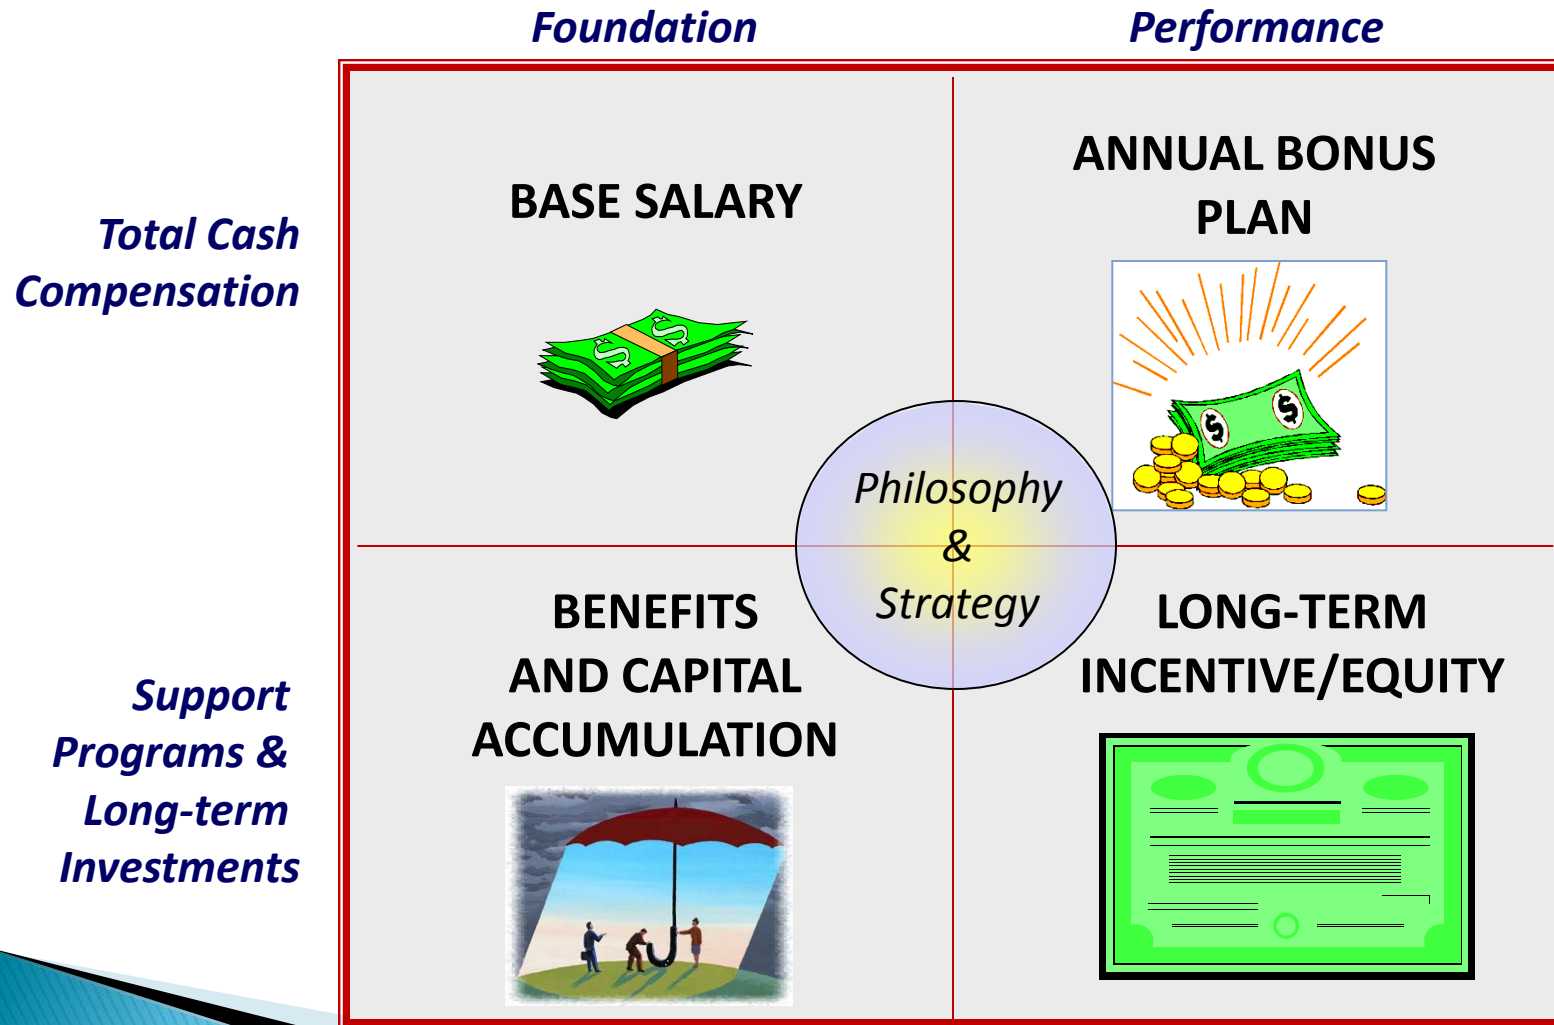 Foundation
Performance
Total Cash
Compensation
BASE SALARY
ANNUAL BONUS
PLAN
$ $
$ $
Philosophy
&
Strategy
Support
Programs &
Long-term
Investments
BENEFITS
AND CAPITAL
ACCUMULATION
LONG-TERM
INCENTIVE/EQUITY